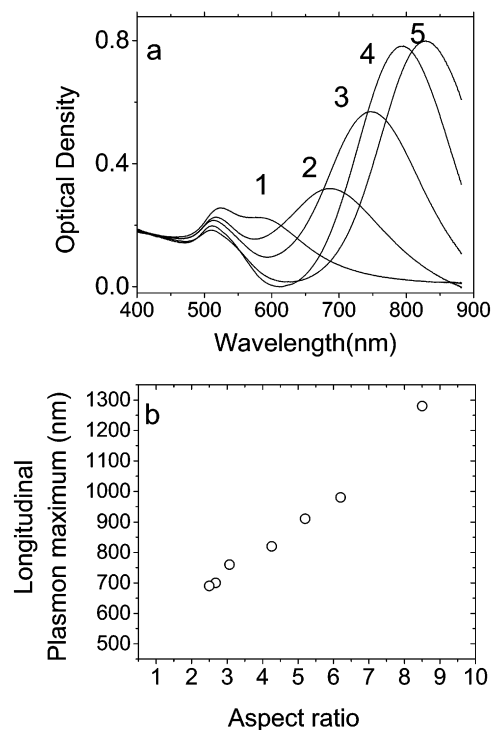 a
0.8
0.4
0.0
Optical Density
1
2
3
4
5
400 500 600 700 800 900
Wavelength(nm)
b
1300
1200
1100
1000
900
800
700
600
500
Longitudinal
Plasmon maximum (nm)
1 2 3 4 5 6 7 8 9 10
Aspect ratio